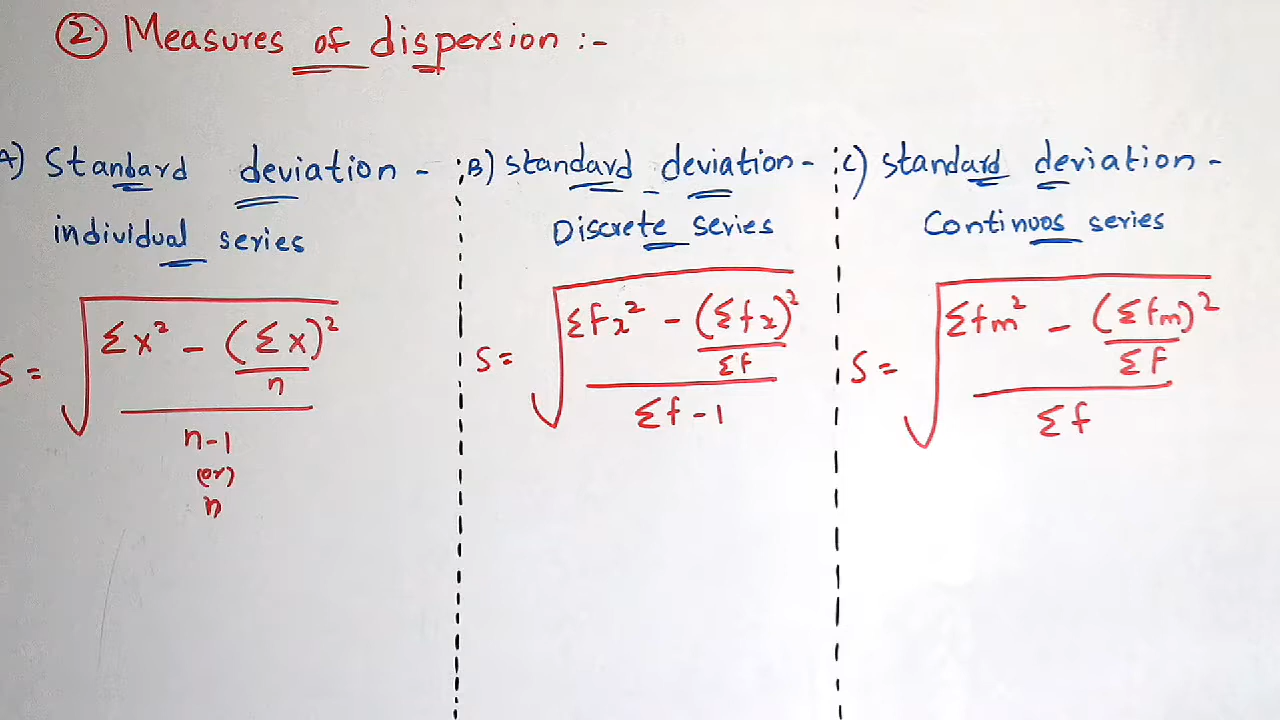 ② Measures of dispersion :-
A) Standard deviation -
individual series
S = √((Σx² - (Σx)²/n) / (n-1 (or) n))
B) standard deviation -
Discrete series
S = √((Σfx² - (Σfx)²/Σf) / (Σf-1))
C) standard deviation -
Continuos series
S = √((Σfm² - (Σfm)²/Σf) / Σf)